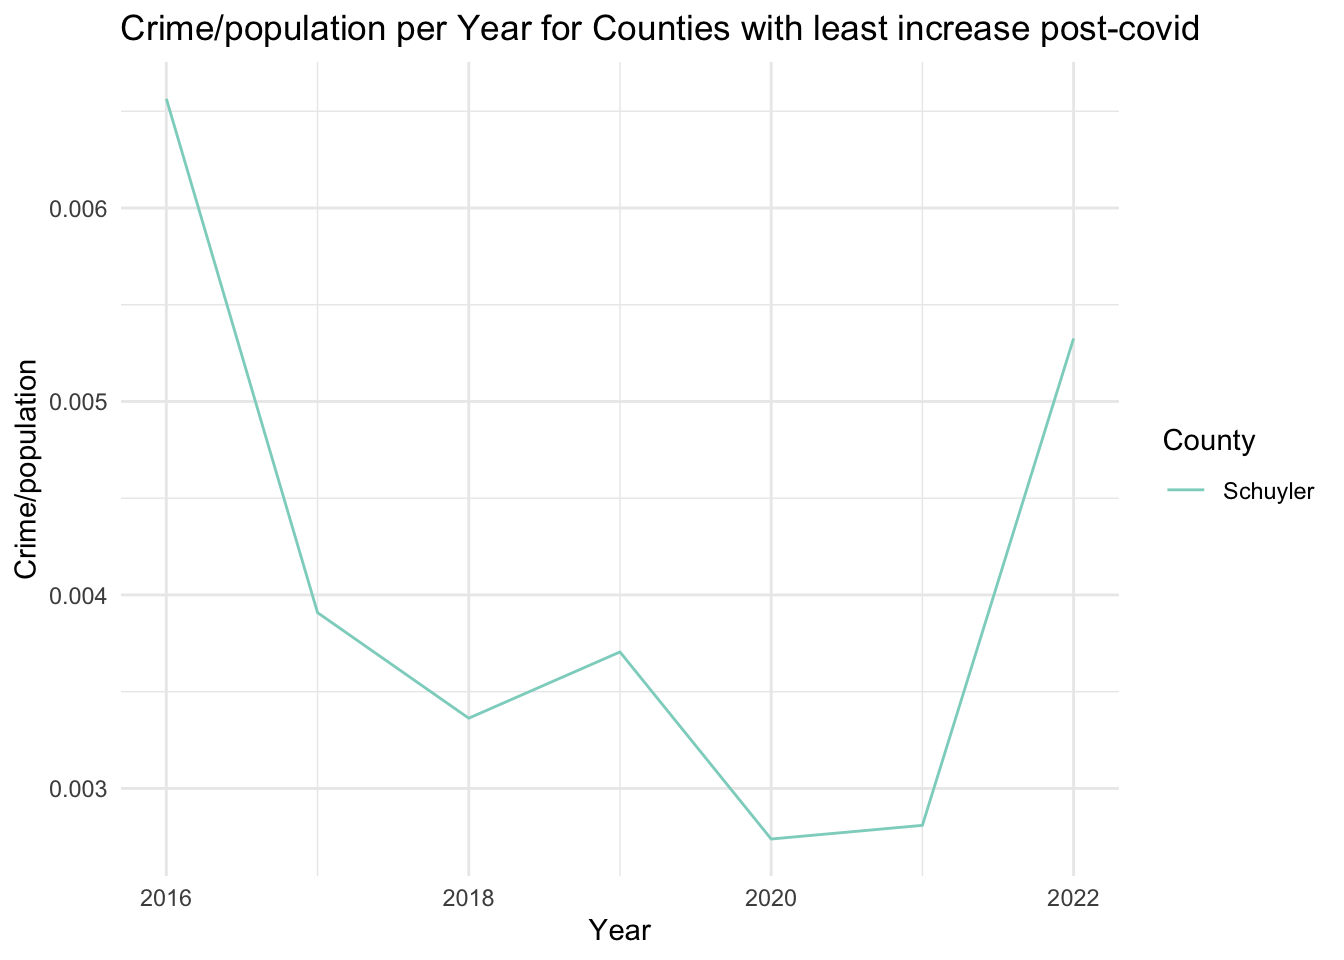 Crime/population per Year for Counties with least increase post-covid
Crime/population
0.006
0.005
0.004
0.003
2016
2018
2020
2022
Year
County
Schuyler